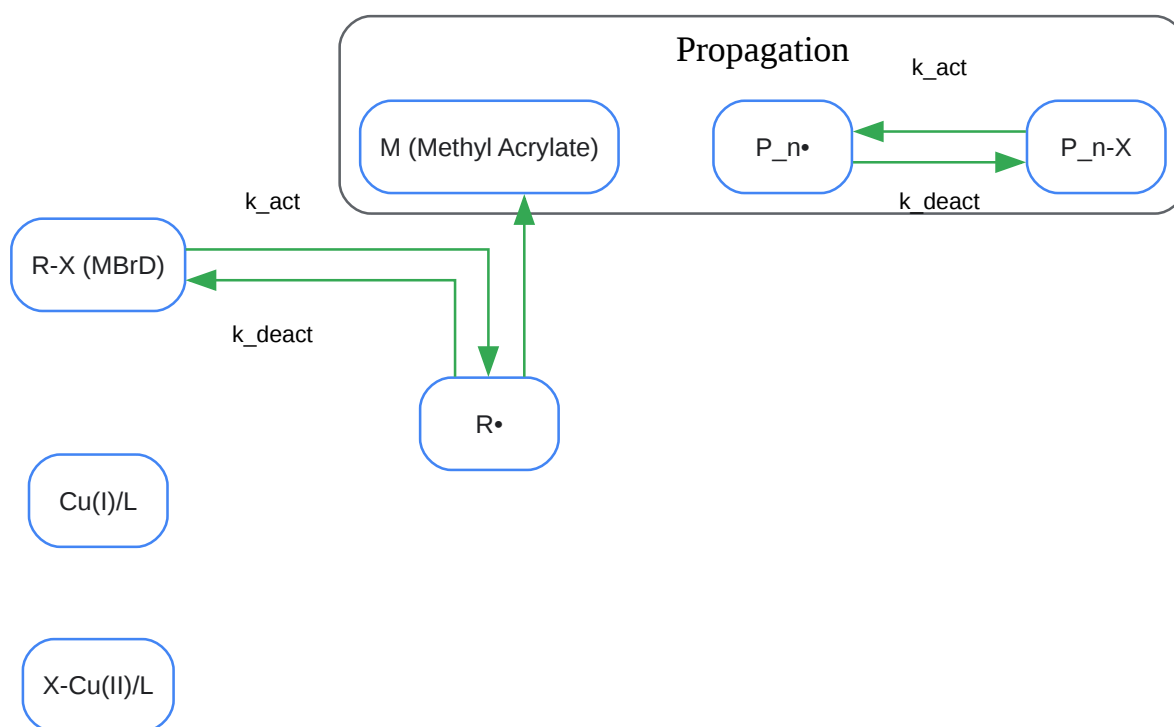 Propagation
k_act
M (Methyl Acrylate)
P_n•
P_n-X
k_act
k_deact
R-X (MBrD)
k_deact
R•
Cu(I)/L
X-Cu(II)/L